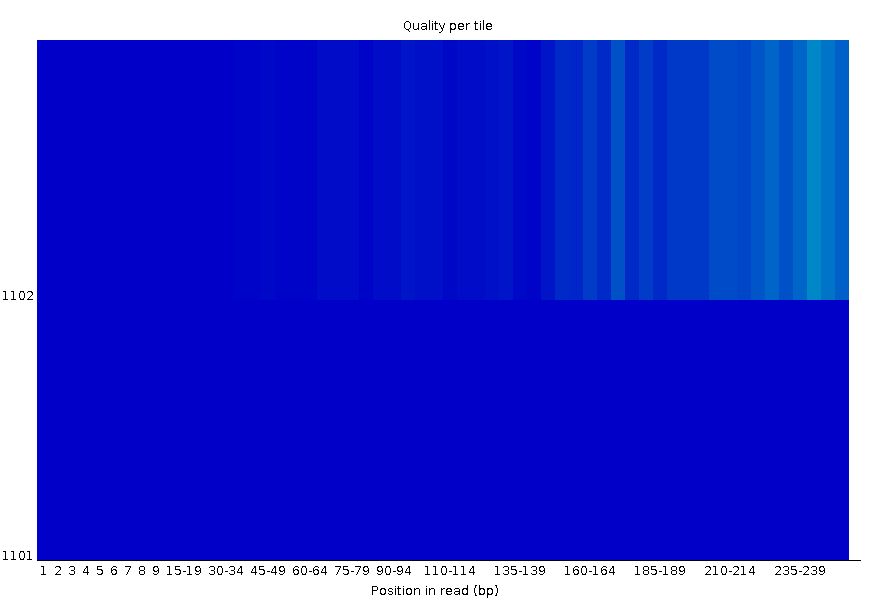 Quality per tile
1102
1101
1 2 3 4 5 6 7 8 9 15-19 30-34 45-49 60-64 75-79 90-94 110-114 135-139 160-164 185-189 210-214 235-239
Position in read (bp)